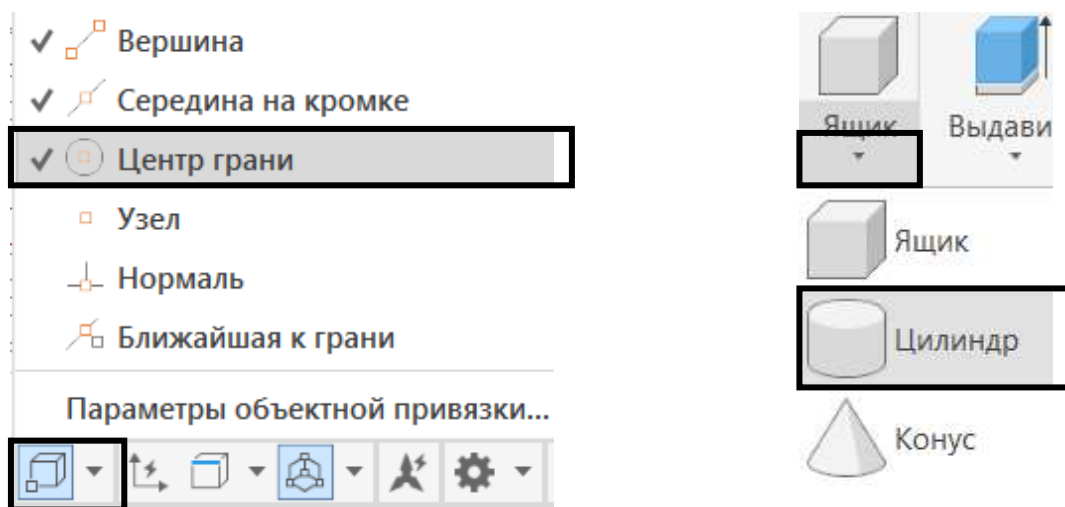 Вершина
Середина на кромке
Центр грани
Узел
Нормаль
Ближайшая к грани
Параметры объектной привязки...
Ящик
Выдави
Ящик
Цилиндр
Конус